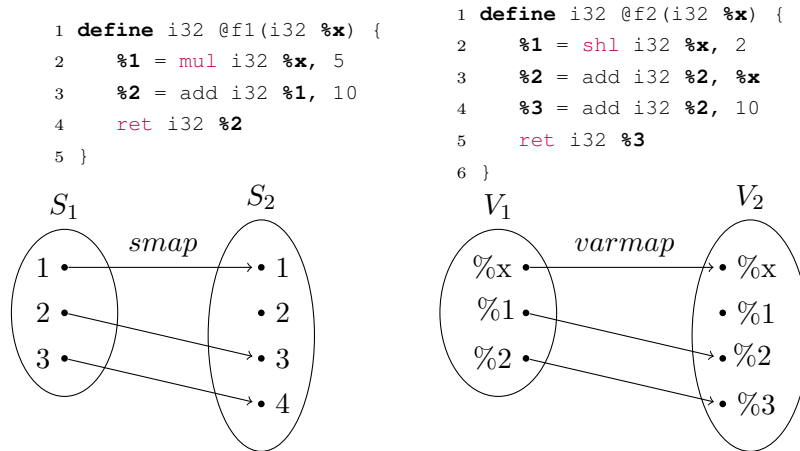 1 define i32 @f1(i32 %x) {
2 %1 = mul i32 %x, 5
3 %2 = add i32 %1, 10
4 ret i32 %2
5 }
1 define i32 @f2(i32 %x) {
2 %1 = shl i32 %x, 2
3 %2 = add i32 %2, %x
4 %3 = add i32 %2, 10
5 ret i32 %3
6 }
S1 S2
smap
1 1
2 2
3 3
4
V1 V2
varmap
%x %x
%1 %1
%2 %2
%3